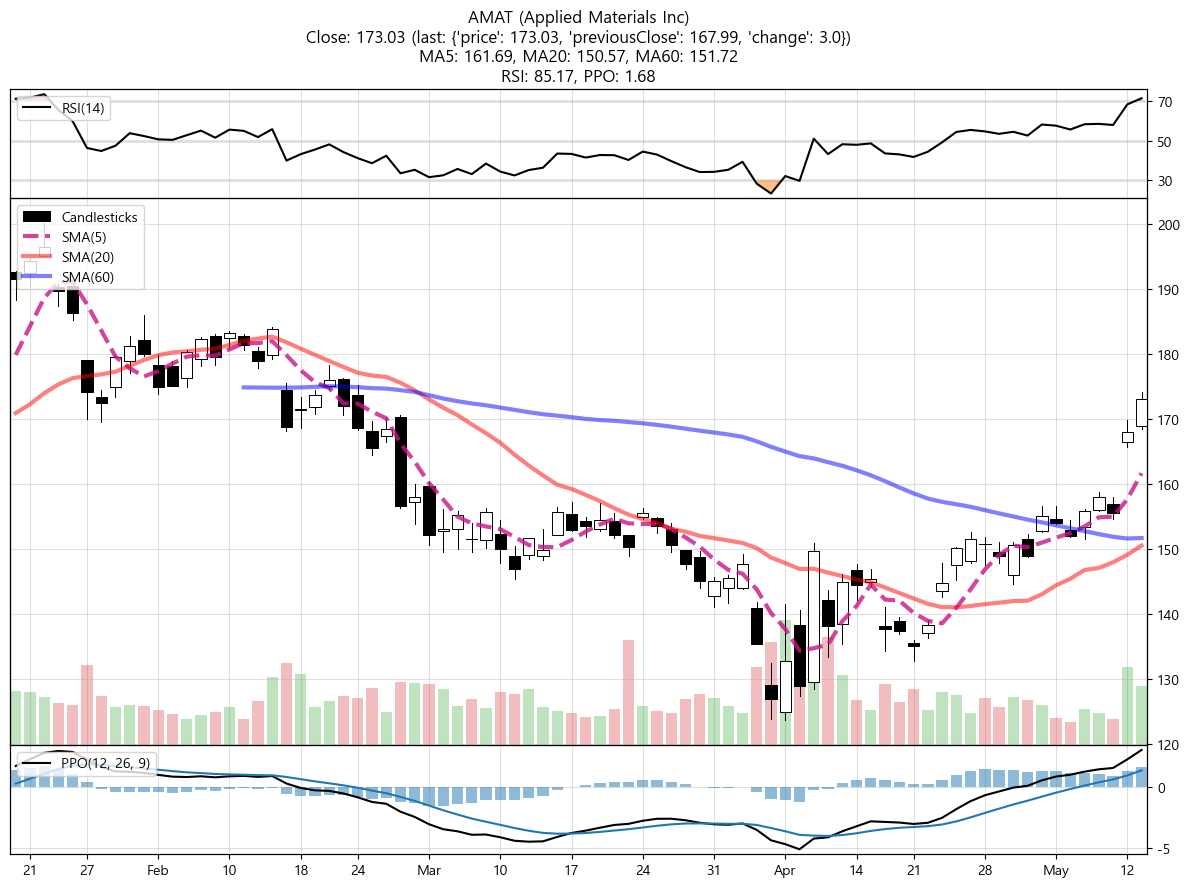 AMAT (Applied Materials Inc)
Close: 173.03 (last: {'price': 173.03, 'previousClose': 167.99, 'change': 3.0})
MA5: 161.69, MA20: 150.57, MA60: 151.72
RSI: 85.17, PPO: 1.68
RSI(14)
70
50
30
Candlesticks
SMA(5)
SMA(20)
SMA(60)
200
190
180
170
160
150
140
130
120
PPO(12, 26, 9)
0
-5
21 27 Feb 10 18 24 Mar 10 17 24 31 Apr 14 21 28 May 12